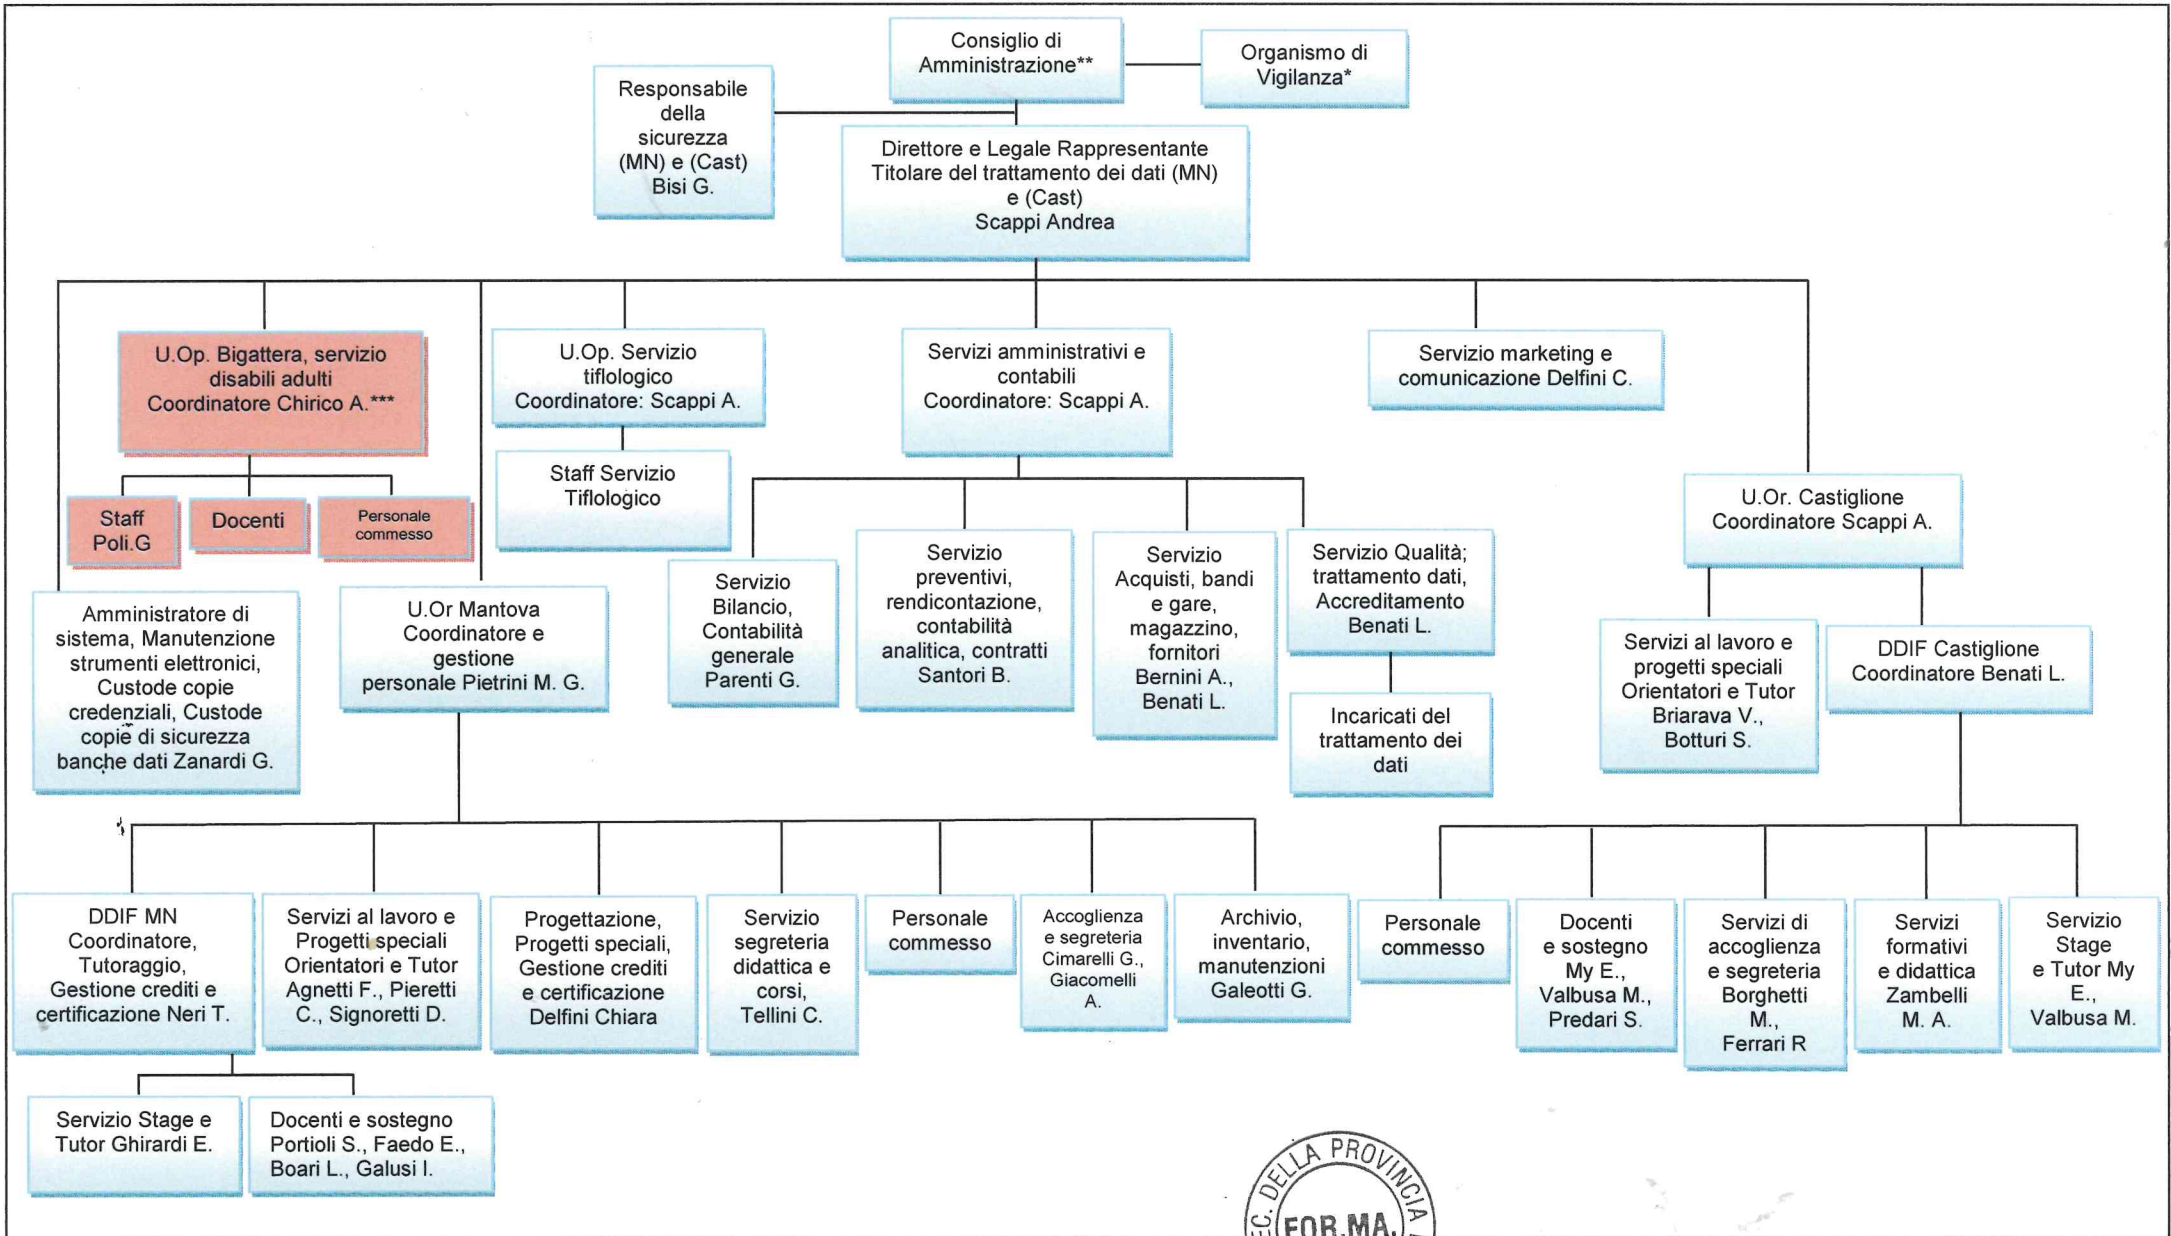 Consiglio di
Amministrazione**
Organismo di
Vigilanza*
Responsabile
della
sicurezza
(MN) e (Cast)
Bisi G.
Direttore e Legale Rappresentante
Titolare del trattamento dei dati (MN)
e (Cast)
Scappi Andrea
U.Op. Bigattera, servizio
disabili adulti
Coordinatore Chirico A.***
U.Op. Servizio
tiflologico
Coordinatore: Scappi A.
Servizi amministrativi e
contabili
Coordinatore: Scappi A.
Servizio marketing e
comunicazione Delfini C.
Staff
Poli.G
Docenti
Personale
commesso
Staff Servizio
Tiflologico
U.Or. Castiglione
Coordinatore Scappi A.
Amministratore di
sistema, Manutenzione
strumenti elettronici,
Custode copie
credenziali, Custode
copie di sicurezza
banche dati Zanardi G.
U.Or Mantova
Coordinatore e
gestione
personale Pietrini M. G.
Servizio
Bilancio,
Contabilità
generale
Parenti G.
Servizio
preventivi,
rendicontazione,
contabilità
analitica, contratti
Santori B.
Servizio
Acquisti, bandi
e gare,
magazzino,
fornitori
Bernini A.,
Benati L.
Servizio Qualità;
trattamento dati,
Accreditamento
Benati L.
Incaricati del
trattamento dei
dati
Servizi al lavoro e
progetti speciali
Orientatori e Tutor
Briarava V.,
Botturi S.
DDIF Castiglione
Coordinatore Benati L.
DDIF MN
Coordinatore,
Tutoraggio,
Gestione crediti e
certificazione Neri T.
Servizi al lavoro e
Progetti speciali
Orientatori e Tutor
Agnetti F., Pieretti
C., Signoretti D.
Progettazione,
Progetti speciali,
Gestione crediti
e certificazione
Delfini Chiara
Servizio
segreteria
didattica e
corsi,
Tellini C.
Personale
commesso
Accoglienza
e segreteria
Cimarelli G.,
Giacomelli
A.
Archivio,
inventario,
manutenzioni
Galeotti G.
Personale
commesso
Docenti
e sostegno
My E.,
Valbusa M.,
Predari S.
Servizi di
accoglienza
e segreteria
Borghetti
M.,
Ferrari R
Servizi
formativi
e didattica
Zambelli
M. A.
Servizio
Stage
e Tutor My
E.,
Valbusa M.
Servizio Stage e
Tutor Ghirardi E.
Docenti e sostegno
Portioli S., Faedo E.,
Boari L., Galusi I.
DELLA PROVINCIA
FOR.MA.